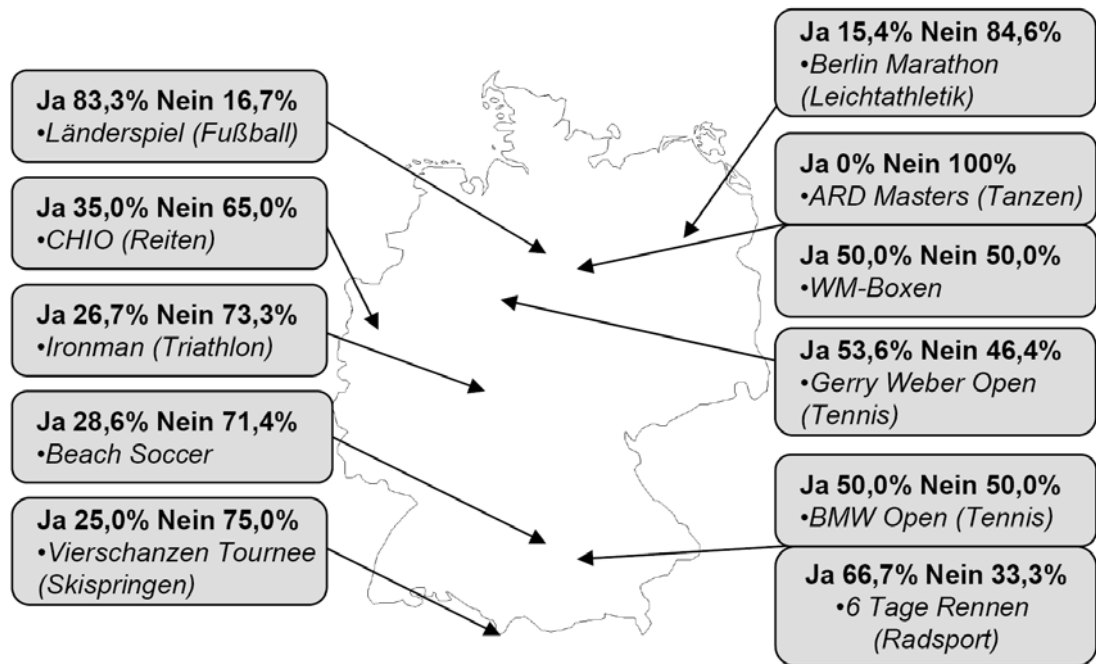 Ja 83,3% Nein 16,7%
•Länderspiel (Fußball)
Ja 35,0% Nein 65,0%
•CHIO (Reiten)
Ja 26,7% Nein 73,3%
•Ironman (Triathlon)
Ja 28,6% Nein 71,4%
•Beach Soccer
Ja 25,0% Nein 75,0%
•Vierschanzen Tournee
(Skispringen)
Ja 15,4% Nein 84,6%
•Berlin Marathon
(Leichtathletik)
Ja 0% Nein 100%
•ARD Masters (Tanzen)
Ja 50,0% Nein 50,0%
•WM-Boxen
Ja 53,6% Nein 46,4%
•Gerry Weber Open
(Tennis)
Ja 50,0% Nein 50,0%
•BMW Open (Tennis)
Ja 66,7% Nein 33,3%
•6 Tage Rennen
(Radsport)